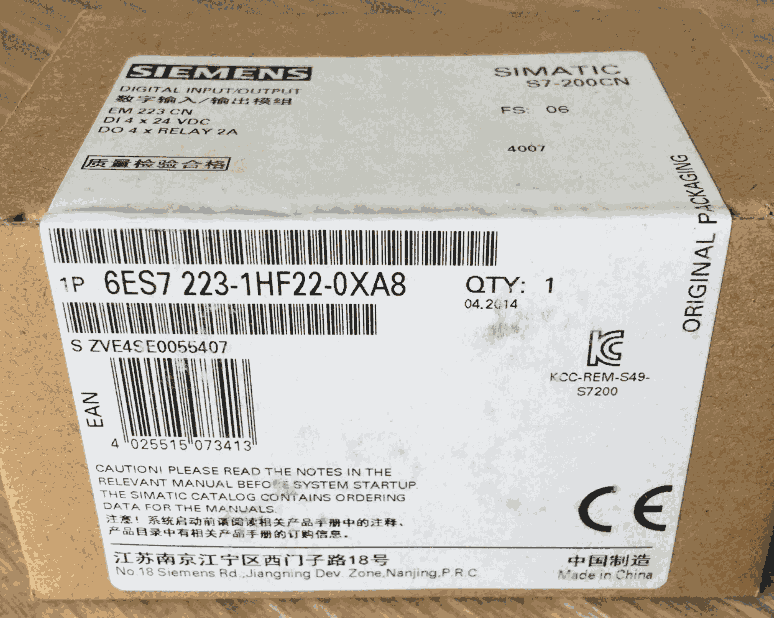 SIEMENS
DIGITAL INPUT/OUTPUT
数字输入/输出模组
EM 223 CN
DI 4 x 24 VDC
DO 4 x RELAY 2A
质量检验合格
SIMATIC
S7-200CN
FS: 06
4007
ORIGINAL PACKAGING
1P 6ES7 223-1HF22-0XA8
QTY: 1
04.2014
S ZVE4SE0055407
KCC-REM-S49-
S7200
EAN
4 025515 073413
CAUTION! PLEASE READ THE NOTES IN THE
RELEVANT MANUAL BEFORE SYSTEM STARTUP.
THE SIMATIC CATALOG CONTAINS ORDERING
DATA FOR THE MANUALS.
注意！系统启动前请阅读相关产品手册中的注释、
产品目录中有相关产品手册的订购信息。
CE
江苏南京江宁区西门子路18号
No.18 Siemens Rd.,Jiangning Dev. Zone,Nanjing,P.R.C
中国制造
Made in China